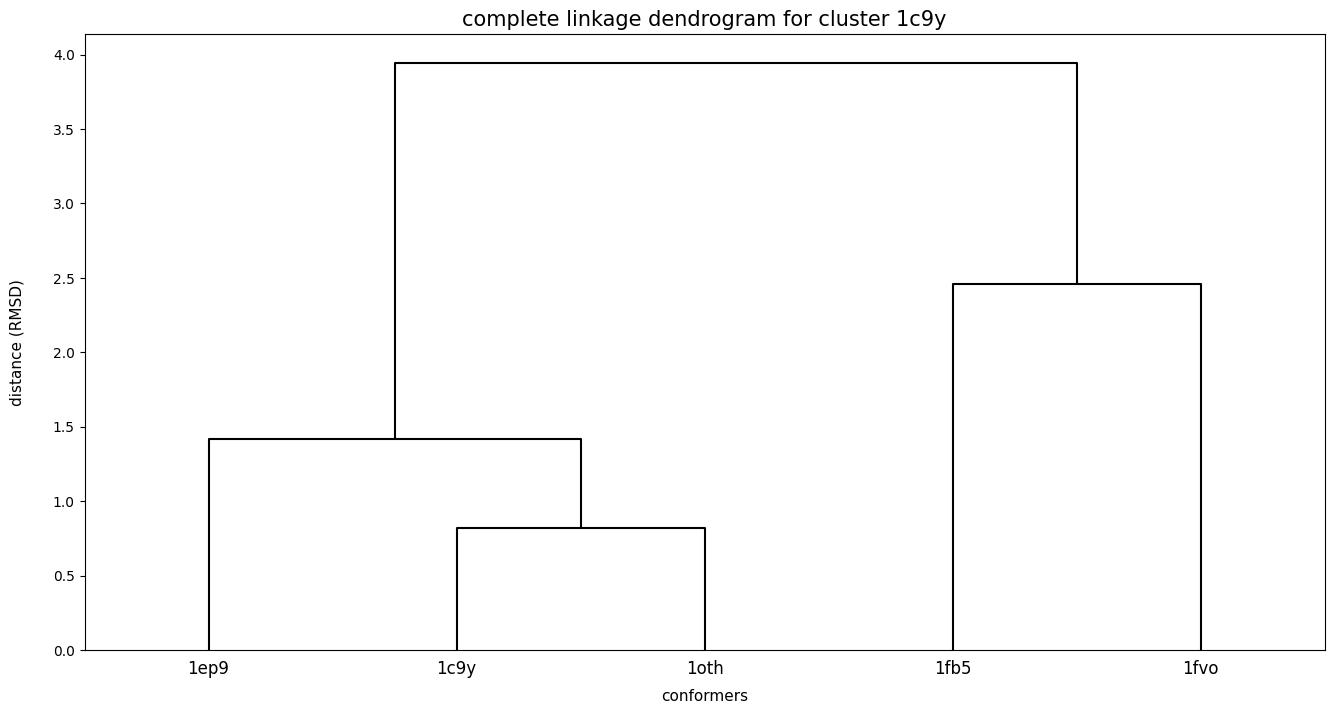 complete linkage dendrogram for cluster 1c9y
4.0
3.5
3.0
2.5
2.0
1.5
1.0
0.5
0.0
distance (RMSD)
1ep9 1c9y 1oth 1fb5 1fvo
conformers